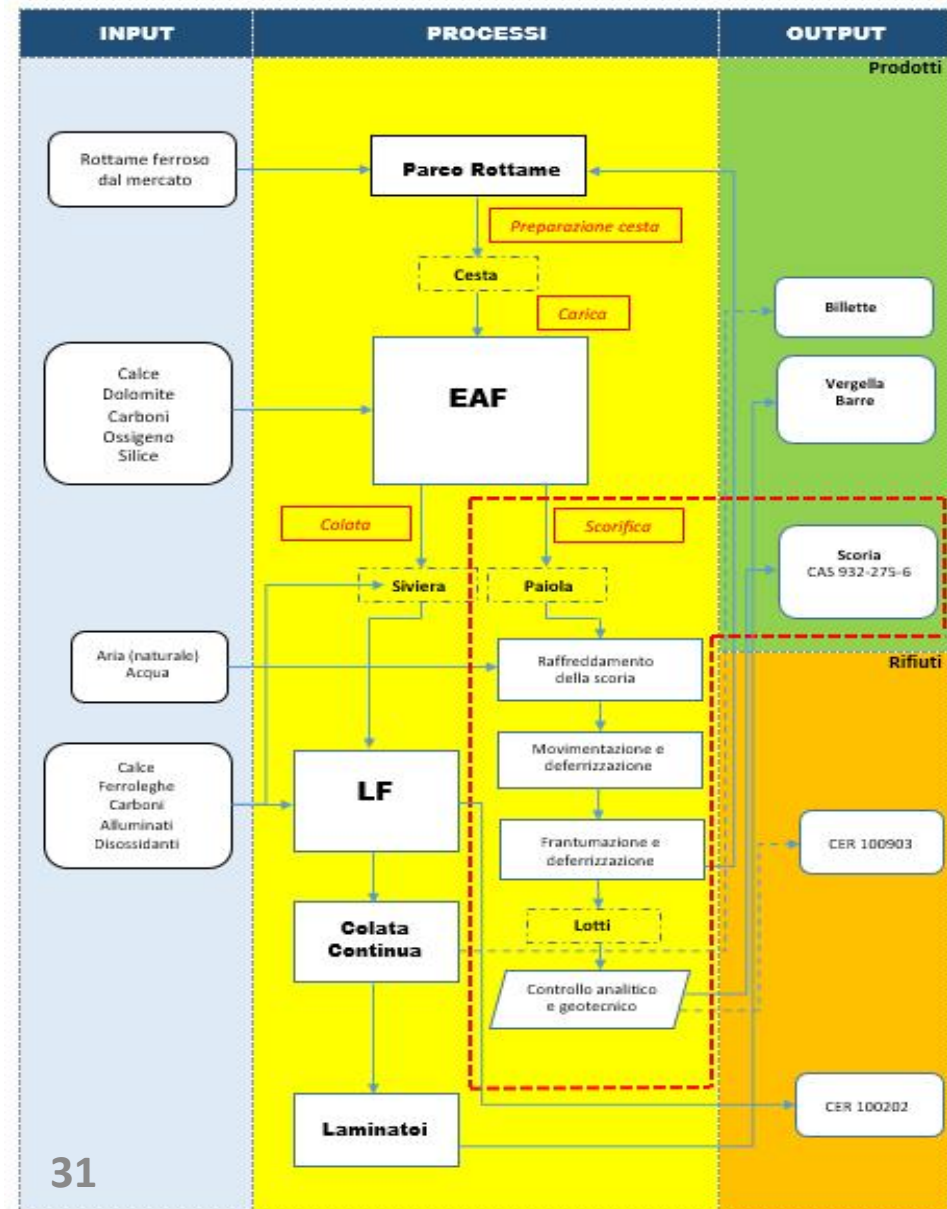 INPUT
PROCESSI
OUTPUT
Prodotti
Rottame ferroso
dal mercato
Parco Rottame
Preparazione cesta
Cesta
Carica
Billette
Calce
Dolomite
Carboni
Ossigeno
Silice
EAF
Vergella
Barre
Colata
Scorifica
Scoria
CAS 932-275-6
Siviera
Paiola
Aria (naturale)
Acqua
Raffreddamento
della scoria
Rifiuti
Movimentazione e
deferrizzazione
Calce
Ferroleghe
Carboni
Alluminati
Disossidanti
LF
Frantumazione e
deferrizzazione
CER 100903
Lotti
Colata
Continua
Controllo analitico
e geotecnico
Laminatoi
CER 100202
31